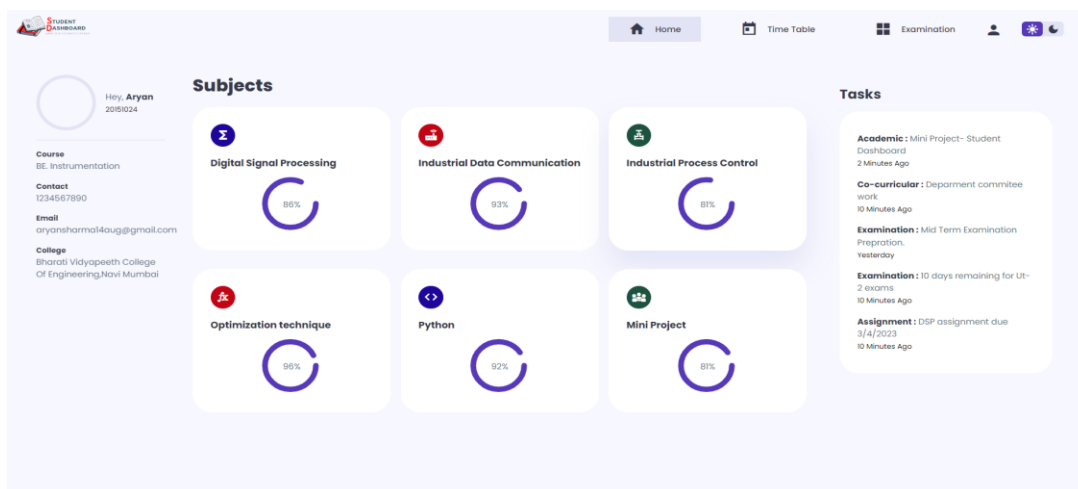 STUDENT
DASHBOARD
Home
Time Table
Examination
Hey, Aryan
20151024
Course
BE. Instrumentation
Contact
1234567890
Email
aryansharma14aug@gmail.com
College
Bharati Vidyapeeth College
Of Engineering,Navi Mumbai
Subjects
Σ
Digital Signal Processing
86%
Industrial Data Communication
93%
Industrial Process Control
81%
fx
Optimization technique
96%
<>
Python
92%
Mini Project
81%
Tasks
Academic : Mini Project- Student
Dashboard
2 Minutes Ago
Co-curricular : Deparment commitee
work
10 Minutes Ago
Examination : Mid Term Examination
Prepration.
Yesterday
Examination : 10 days remaining for Ut-
2 exams
10 Minutes Ago
Assignment : DSP assignment due
3/4/2023
10 Minutes Ago